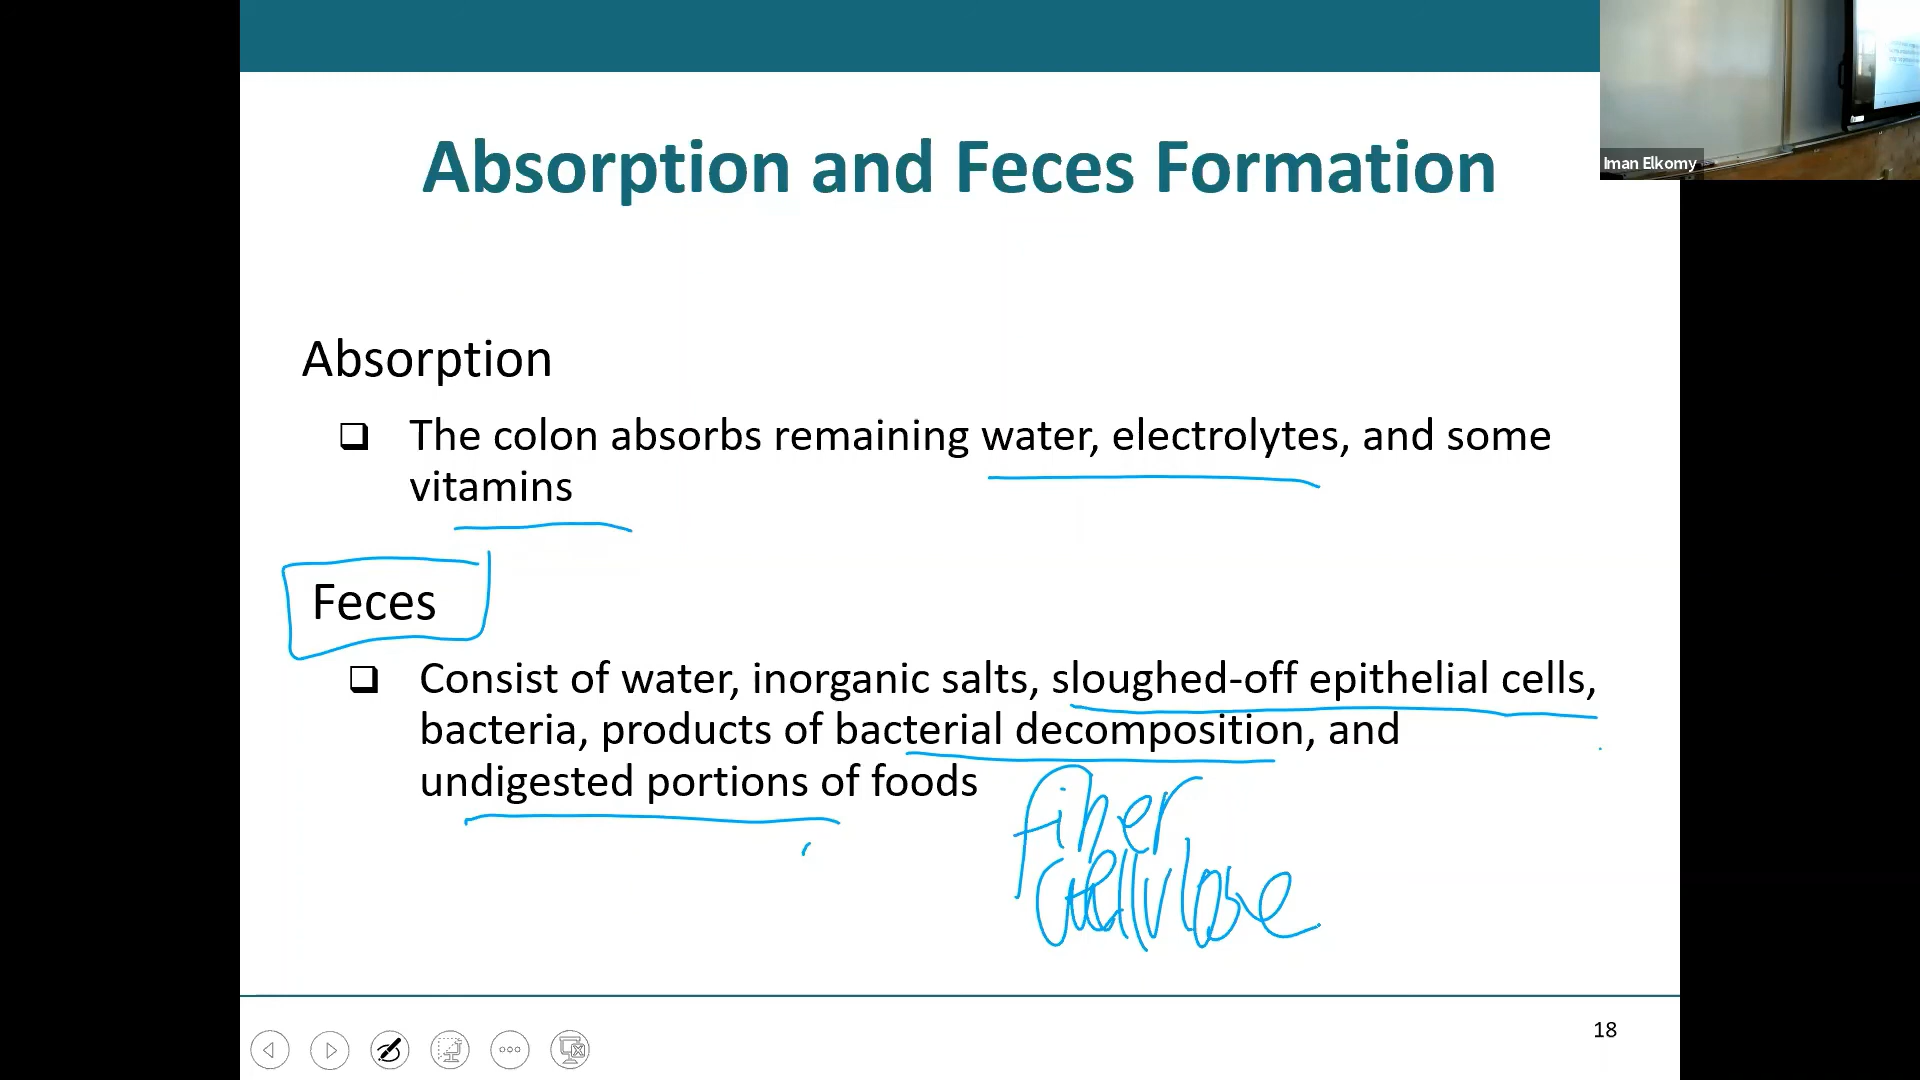 Iman Elkomy
Absorption and Feces Formation
Absorption
The colon absorbs remaining water, electrolytes, and some
vitamins
Feces
Consist of water, inorganic salts, sloughed-off epithelial cells,
bacteria, products of bacterial decomposition, and
undigested portions of foods
fiber
cellulose
18